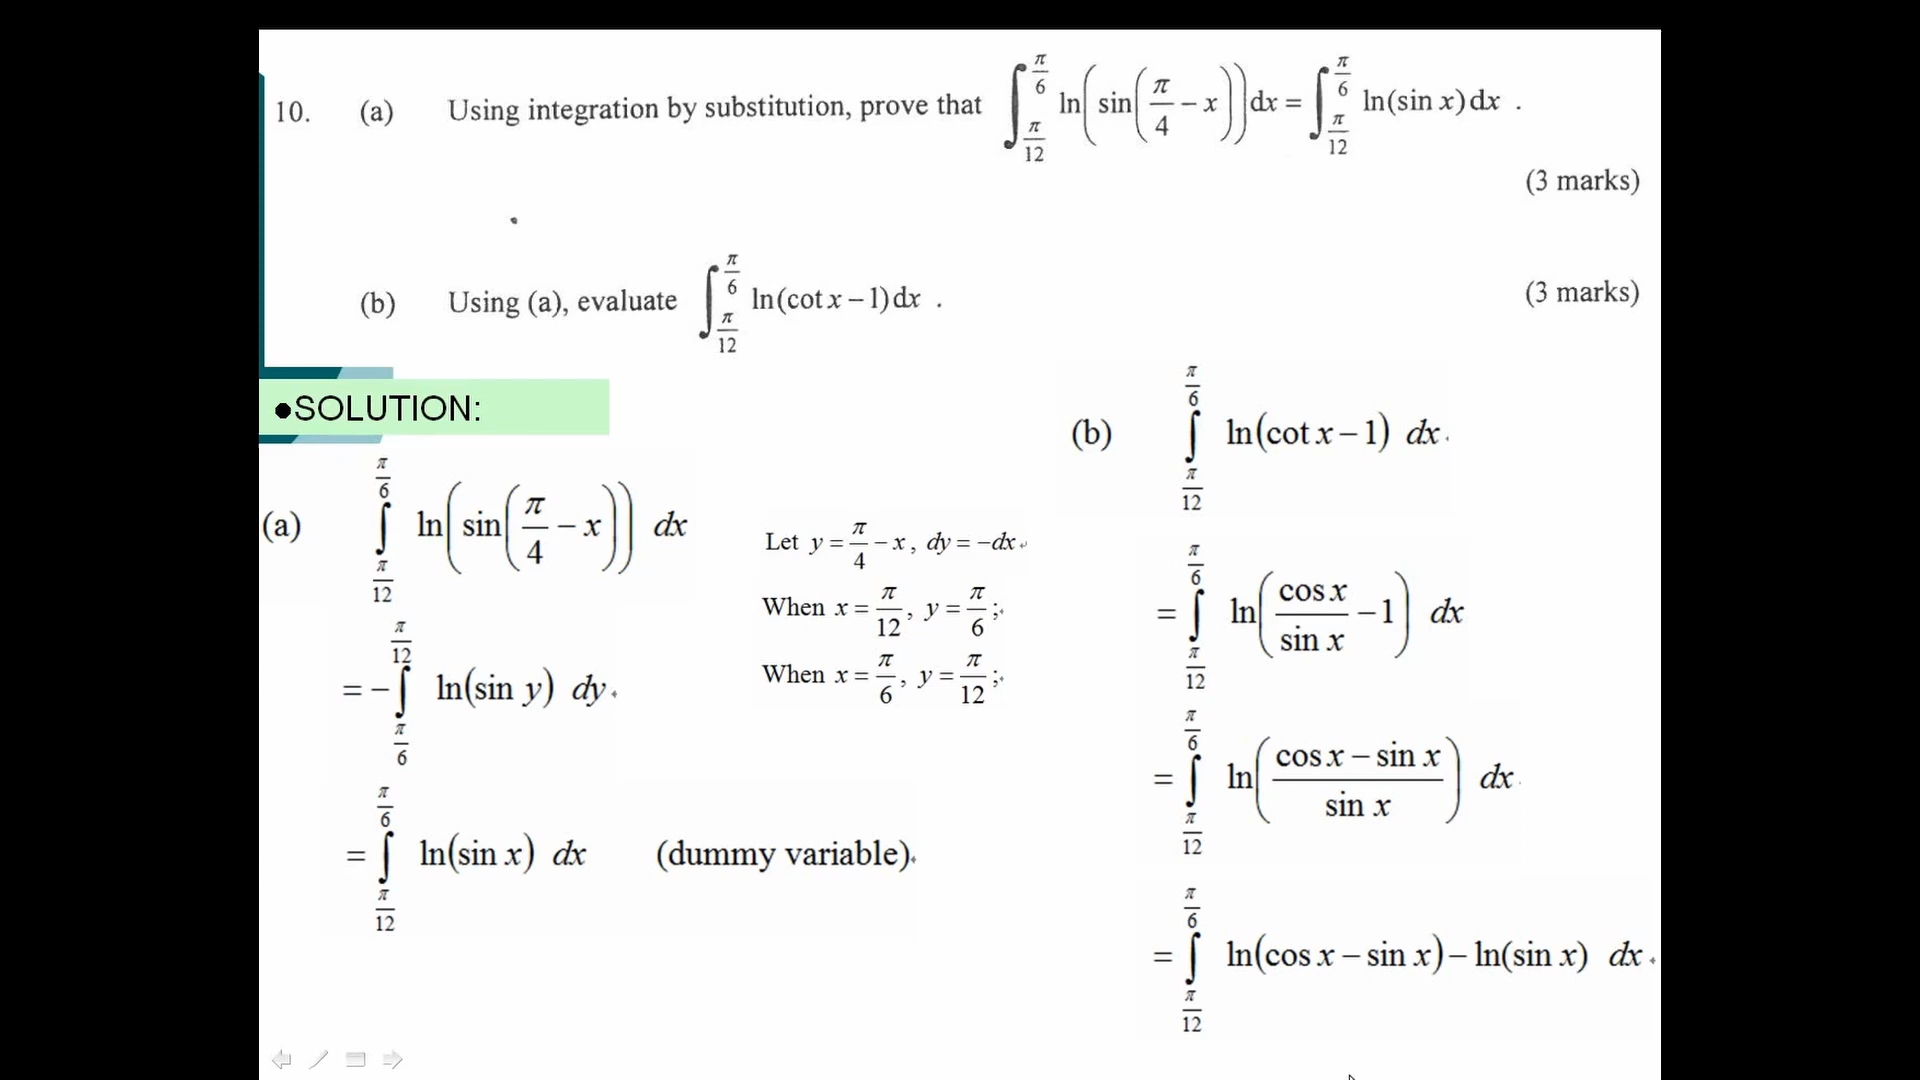 10. (a) Using integration by substitution, prove that ∫_{π/12}^{π/6} ln(sin(π/4 − x))dx = ∫_{π/12}^{π/6} ln(sin x)dx .
(3 marks)
(b) Using (a), evaluate ∫_{π/12}^{π/6} ln(cot x − 1)dx .
(3 marks)
●SOLUTION:
(a) ∫_{π/12}^{π/6} ln(sin(π/4 − x)) dx
= −∫_{π/6}^{π/12} ln(sin y) dy
= ∫_{π/12}^{π/6} ln(sin x) dx (dummy variable)
Let y = π/4 − x, dy = −dx
When x = π/12, y = π/6;
When x = π/6, y = π/12;
(b) ∫_{π/12}^{π/6} ln(cot x − 1) dx
= ∫_{π/12}^{π/6} ln(cos x/sin x − 1) dx
= ∫_{π/12}^{π/6} ln((cos x − sin x)/sin x) dx
= ∫_{π/12}^{π/6} ln(cos x − sin x) − ln(sin x) dx